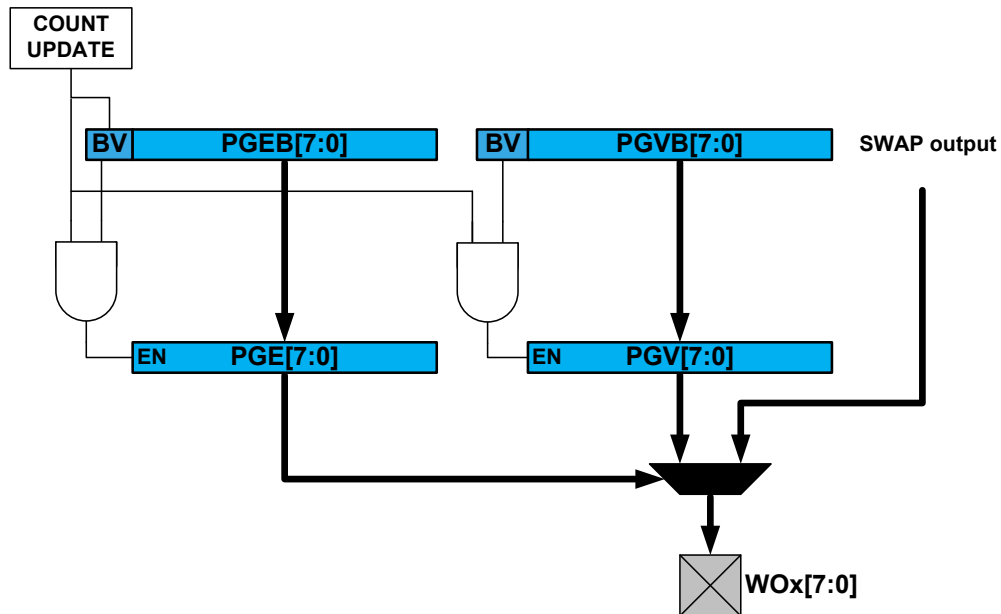 COUNT
UPDATE
BV
PGEB[7:0]
BV
PGVB[7:0]
SWAP output
EN
PGE[7:0]
EN
PGV[7:0]
WOx[7:0]